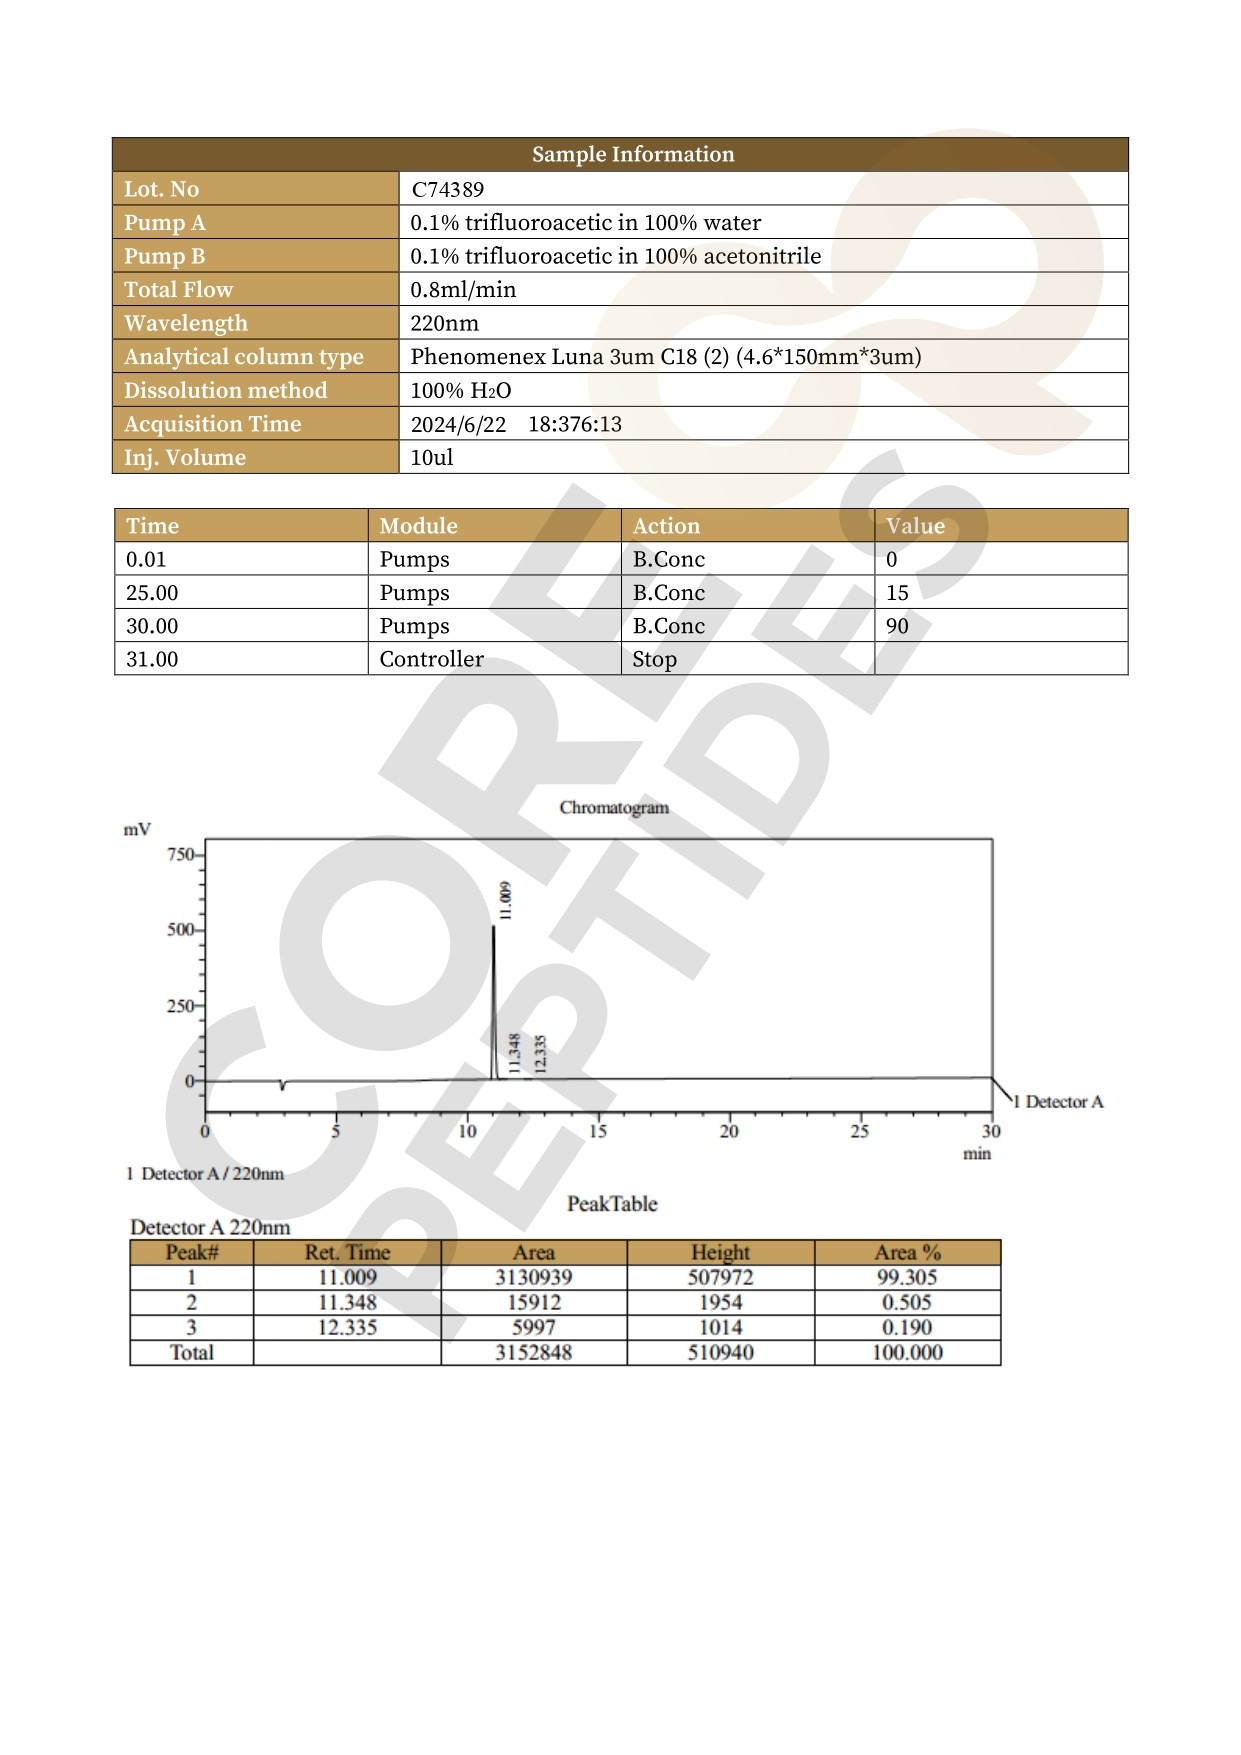 Sample Information
Lot. No C74389
Pump A 0.1% trifluoroacetic in 100% water
Pump B 0.1% trifluoroacetic in 100% acetonitrile
Total Flow 0.8ml/min
Wavelength 220nm
Analytical column type Phenomenex Luna 3um C18 (2) (4.6*150mm*3um)
Dissolution method 100% H₂O
Acquisition Time 2024/6/22 18:376:13
Inj. Volume 10ul
Time Module Action Value
0.01 Pumps B.Conc 0
25.00 Pumps B.Conc 15
30.00 Pumps B.Conc 90
31.00 Controller Stop
CORE
PEPTIDES
Chromatogram
mV
750
500
250
0
11.009
11.348
12.335
1 Detector A
0 5 10 15 20 25 30
min
1 Detector A / 220nm
PeakTable
Detector A 220nm
Peak# Ret. Time Area Height Area %
1 11.009 3130939 507972 99.305
2 11.348 15912 1954 0.505
3 12.335 5997 1014 0.190
Total 3152848 510940 100.000